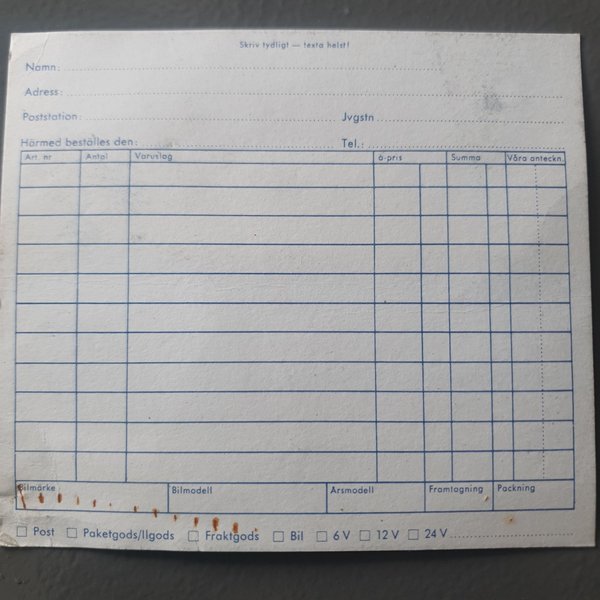 Skriv tydligt — texta helst!
Namn:
Adress:
Poststation: Jvgstn
Härmed beställes den: Tel.:
Art. nr Antal Varuslag à-pris Summa Våra anteckn.
Bilmärke Bilmodell Årsmodell Framtagning Packning
Post Paketgods/Ilgods Fraktgods Bil 6 V 12 V 24 V